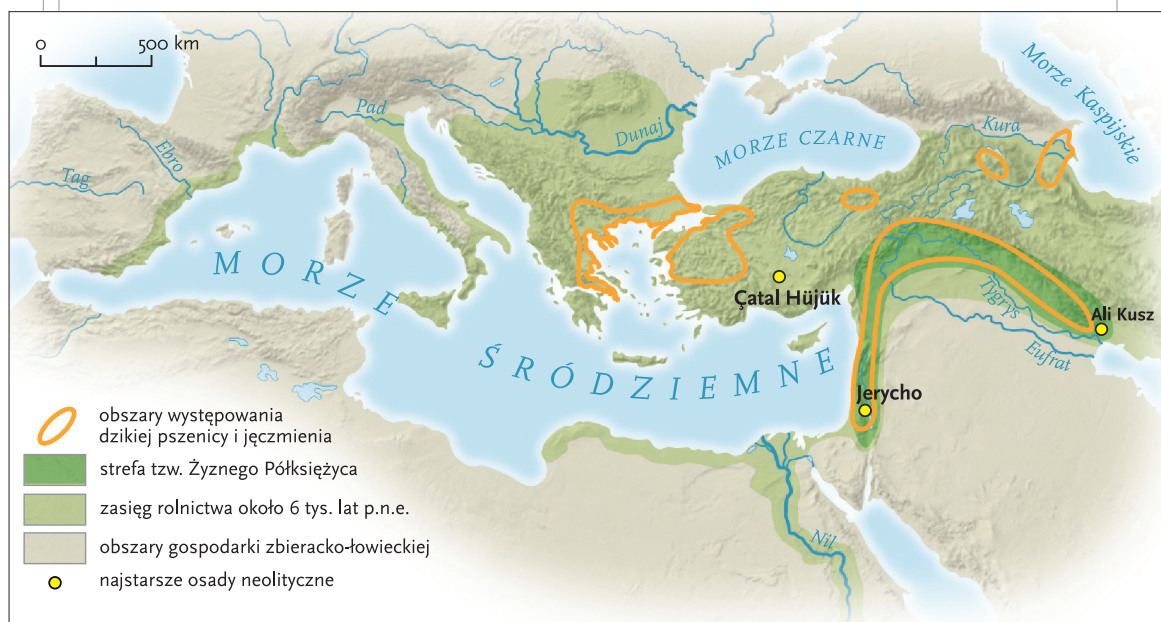 0 500 km
Morze Kaspijskie
Kura
Pad
Dunaj
MORZE CZARNE
Ebro
Tag
MORZE
ŚRÓDZIEMNE
Çatal Hüjük
Tygrys
Ali Kusz
Eufrat
Jerycho
Nil
obszary występowania
dzikiej pszenicy i jęczmienia
strefa tzw. Żyznego Półksiężyca
zasięg rolnictwa około 6 tys. lat p.n.e.
obszary gospodarki zbieracko-łowieckiej
najstarsze osady neolityczne